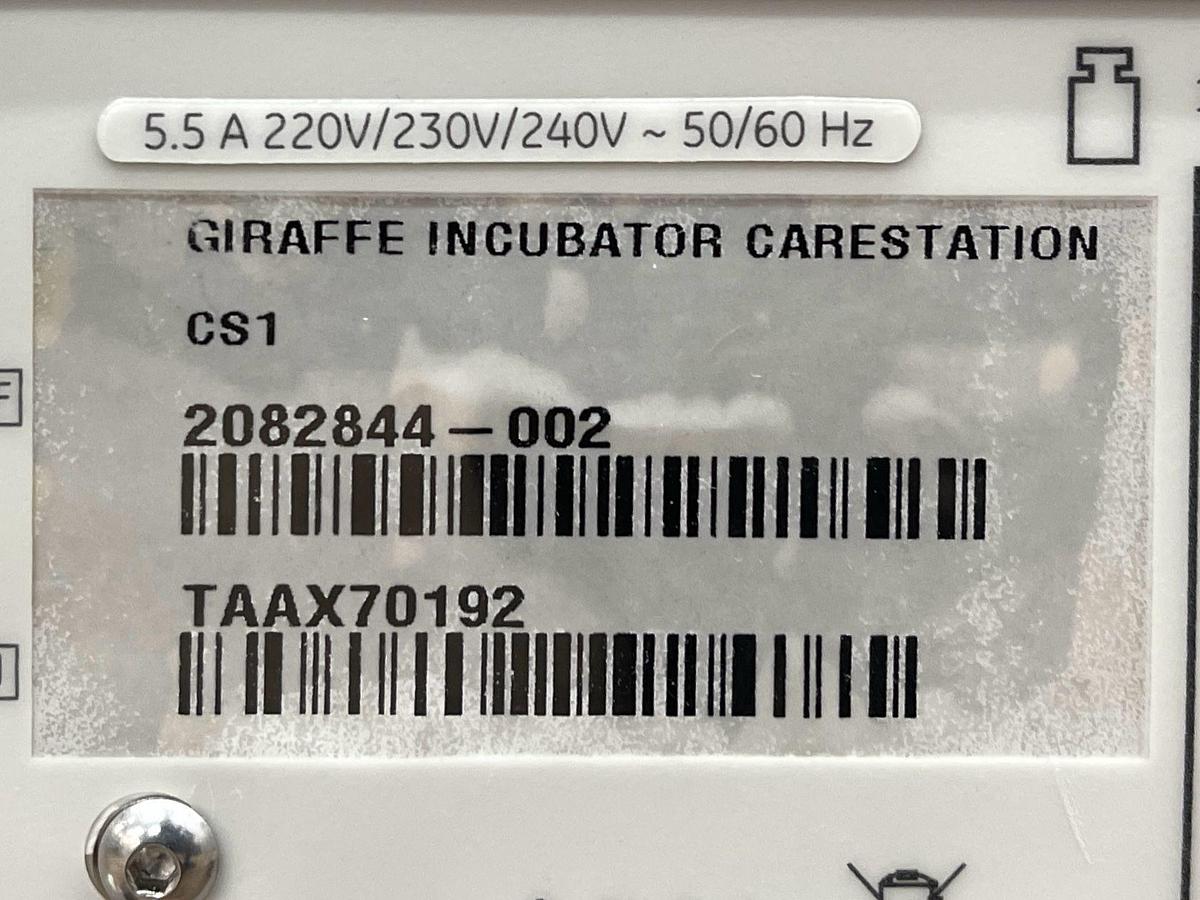 5.5 A 220V/230V/240V ~ 50/60 Hz
GIRAFFE INCUBATOR CARESTATION
CS1
2082844-002
TAAX70192